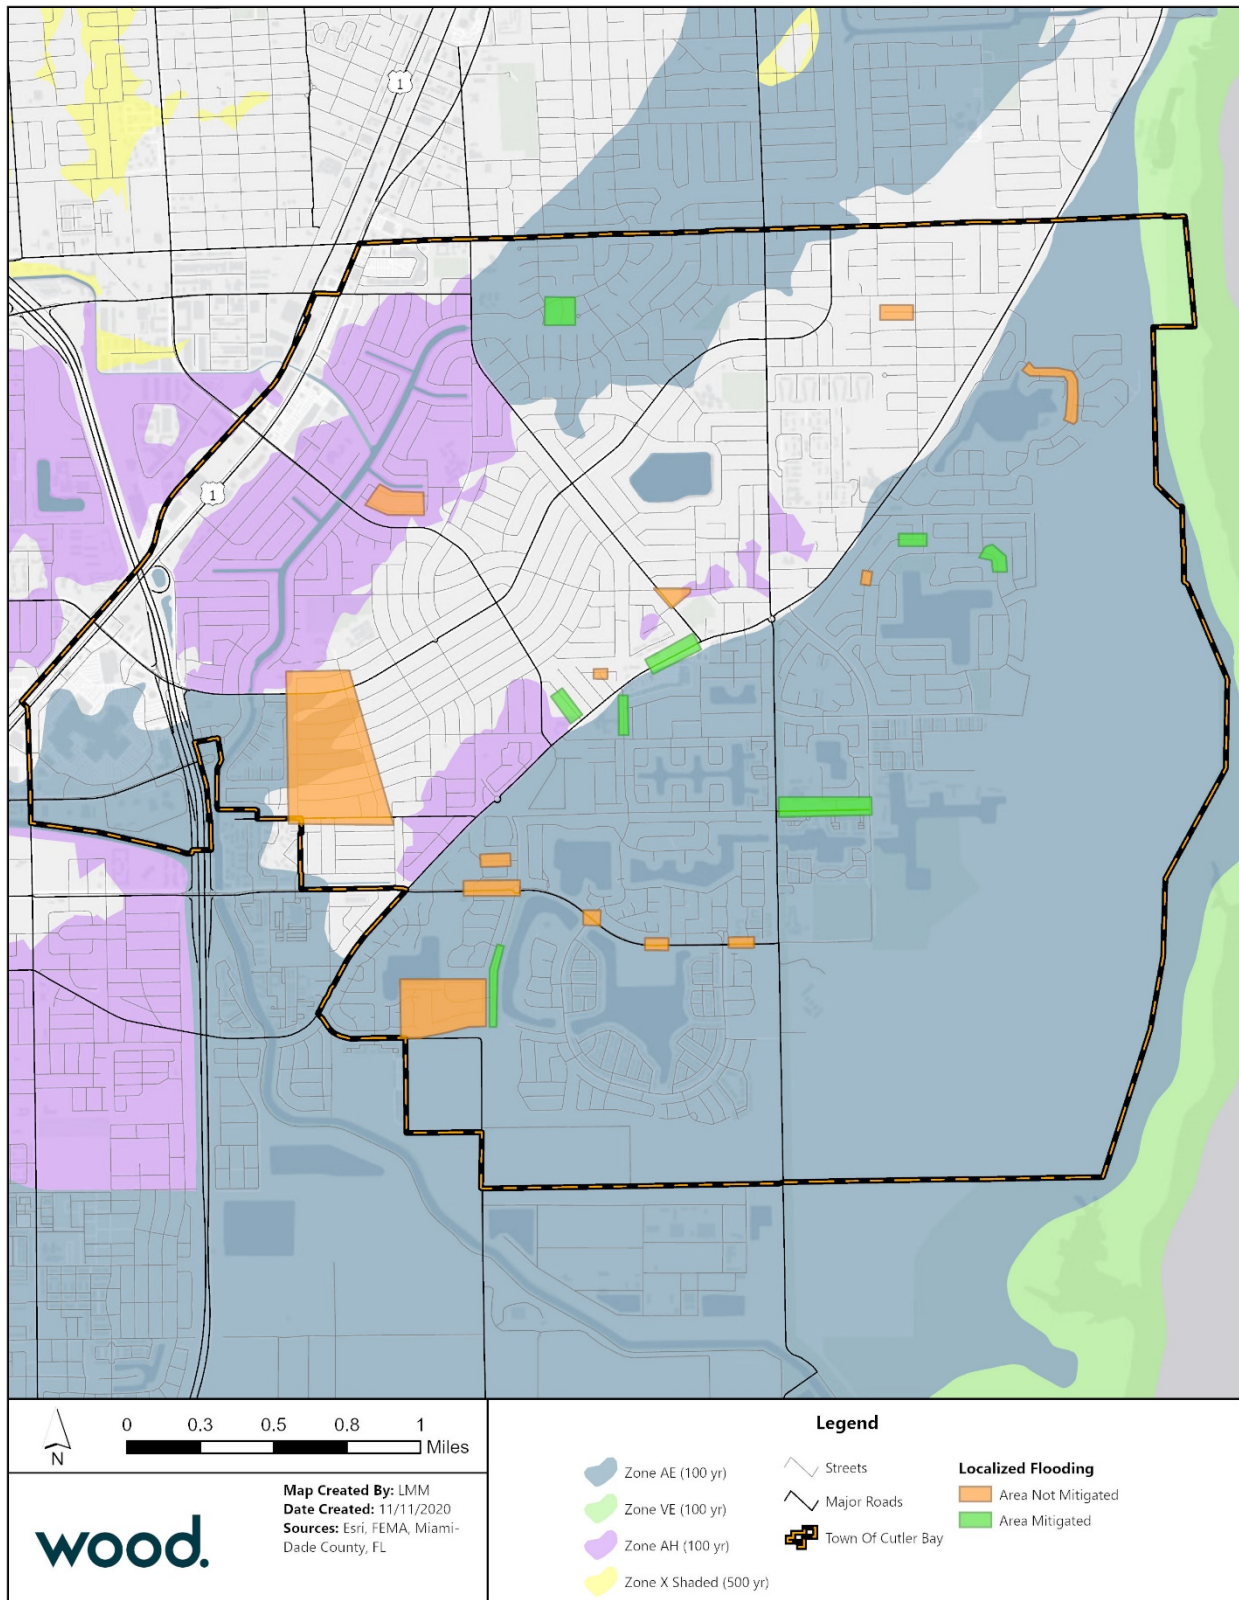 1
1
0 0.3 0.5 0.8 1
Miles
N
Map Created By: LMM
Date Created: 11/11/2020
Sources: Esri, FEMA, Miami-
Dade County, FL
wood.
Legend
Zone AE (100 yr)
Zone VE (100 yr)
Zone AH (100 yr)
Zone X Shaded (500 yr)
Streets
Major Roads
Town Of Cutler Bay
Localized Flooding
Area Not Mitigated
Area Mitigated